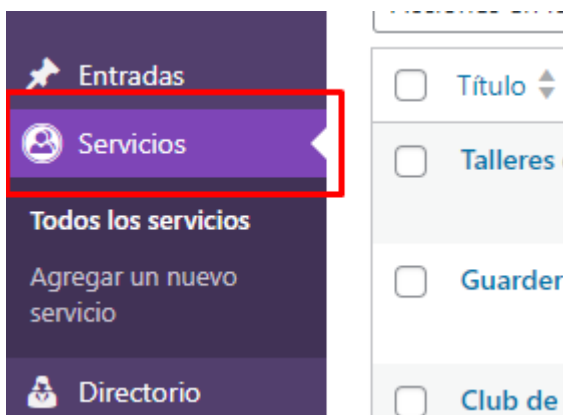 Entradas
Servicios
Todos los servicios
Agregar un nuevo
servicio
Directorio
Título
Talleres
Guarder
Club de